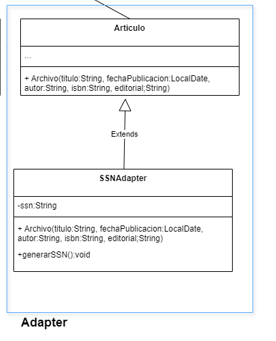 Articulo
...
+ Archivo(titulo:String, fechaPublicacion:LocalDate,
autor:String, isbn:String, editorial;String)
Extends
SSNAdapter
-ssn:String
+ Archivo(titulo:String, fechaPublicacion:LocalDate,
autor:String, isbn:String, editorial;String)
+generarSSN():void
Adapter